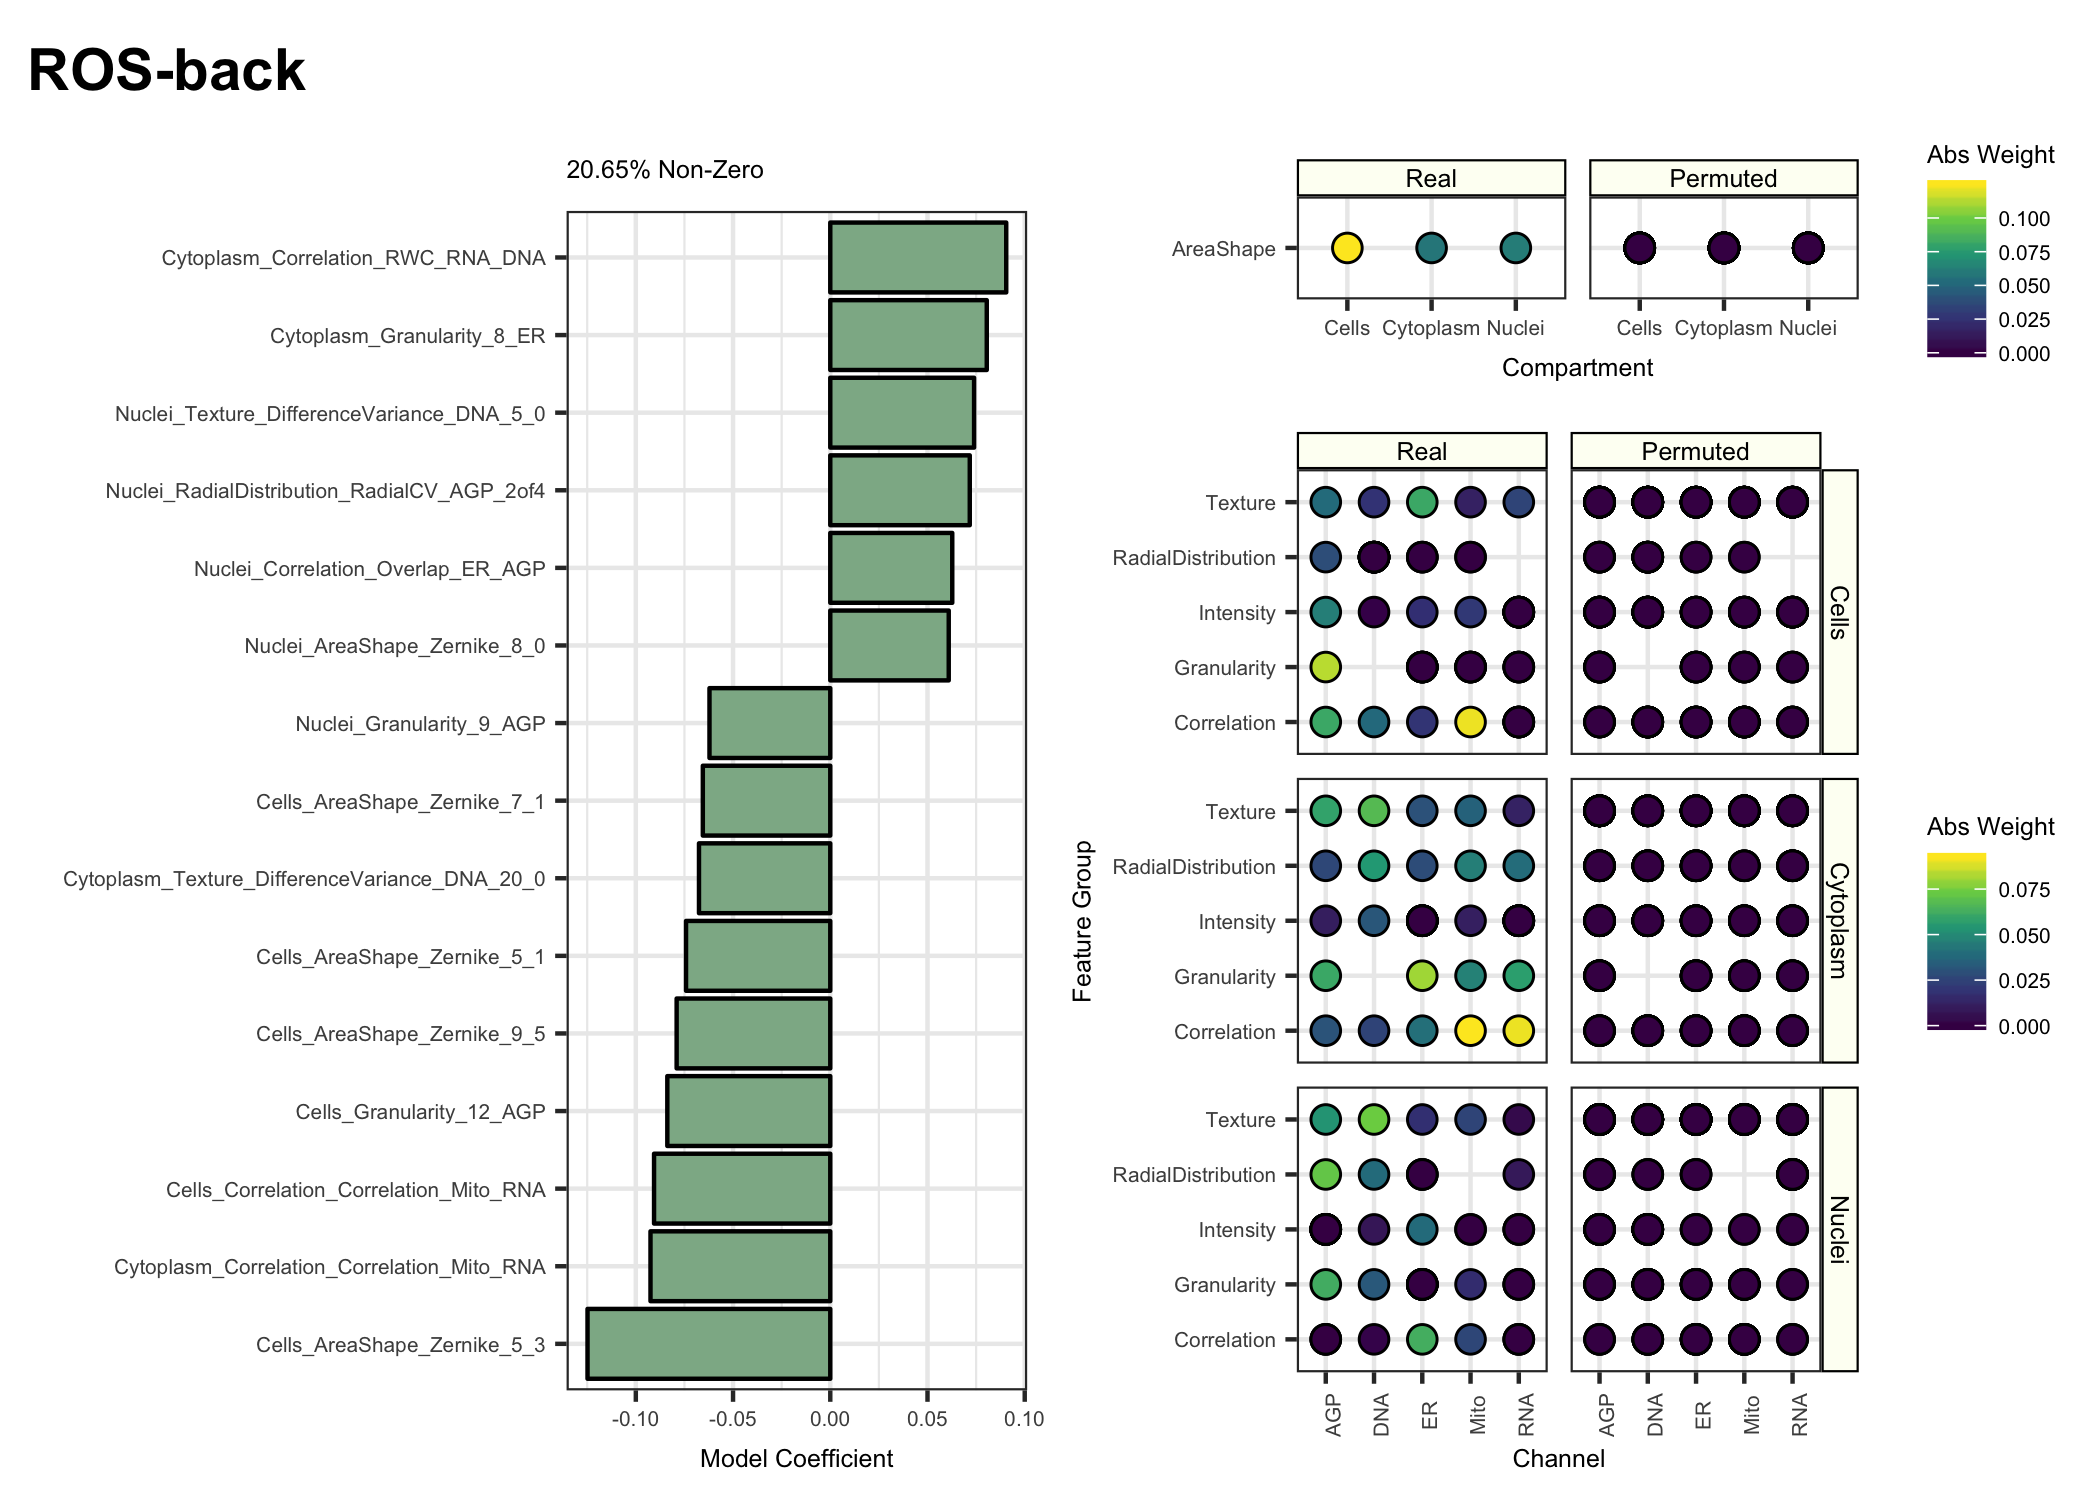 ROS-back
20.65% Non-Zero
Cytoplasm_Correlation_RWC_RNA_DNA
Cytoplasm_Granularity_8_ER
Nuclei_Texture_DifferenceVariance_DNA_5_0
Nuclei_RadialDistribution_RadialCV_AGP_2of4
Nuclei_Correlation_Overlap_ER_AGP
Nuclei_AreaShape_Zernike_8_0
Nuclei_Granularity_9_AGP
Cells_AreaShape_Zernike_7_1
Cytoplasm_Texture_DifferenceVariance_DNA_20_0
Cells_AreaShape_Zernike_5_1
Cells_AreaShape_Zernike_9_5
Cells_Granularity_12_AGP
Cells_Correlation_Correlation_Mito_RNA
Cytoplasm_Correlation_Correlation_Mito_RNA
Cells_AreaShape_Zernike_5_3
-0.10 -0.05 0.00 0.05 0.10
Model Coefficient
Real Permuted
AreaShape
Cells Cytoplasm Nuclei Cells Cytoplasm Nuclei
Compartment
Abs Weight
0.100
0.075
0.050
0.025
0.000
Feature Group
Real Permuted
Texture
RadialDistribution
Intensity
Granularity
Correlation
Cells
Texture
RadialDistribution
Intensity
Granularity
Correlation
Cytoplasm
Texture
RadialDistribution
Intensity
Granularity
Correlation
Nuclei
AGP DNA ER Mito RNA AGP DNA ER Mito RNA
Channel
Abs Weight
0.075
0.050
0.025
0.000